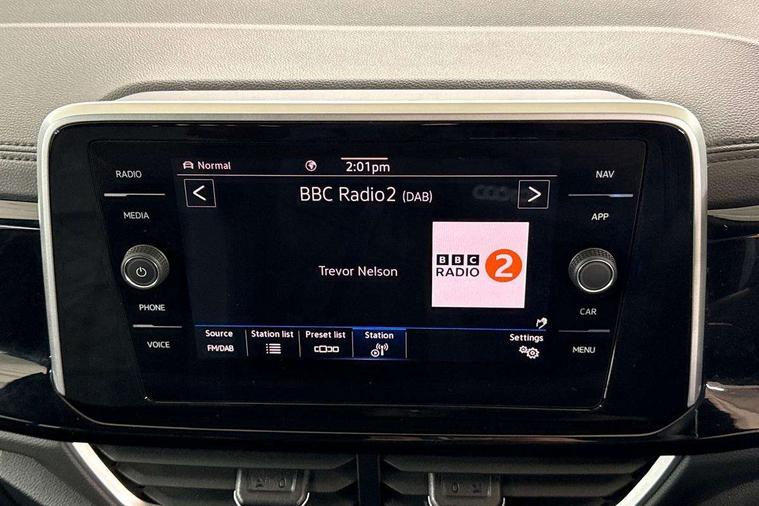 RADIO
MEDIA
PHONE
VOICE
Normal
2:01pm
BBC Radio2 (DAB)
Trevor Nelson
BBC
RADIO 2
Source
FM/DAB
Station list
Preset list
Station
Settings
NAV
APP
CAR
MENU